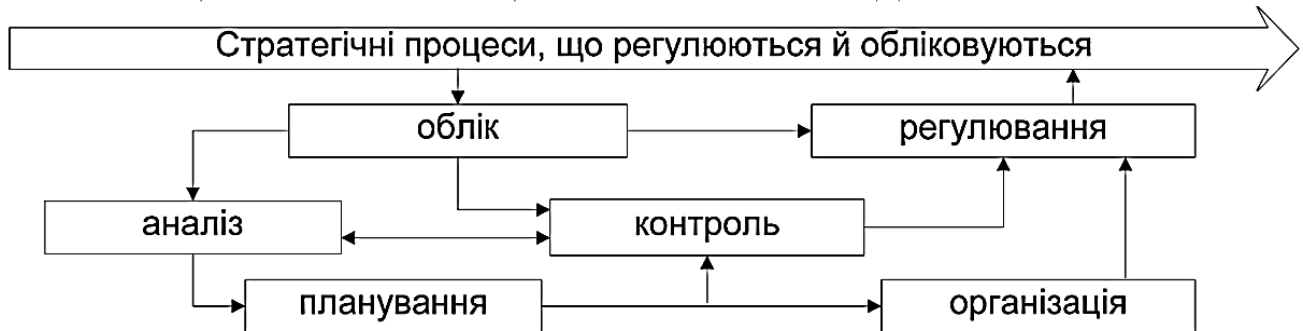 Стратегічні процеси, що регулюються й обліковуються
облік
регулювання
аналіз
контроль
планування
організація